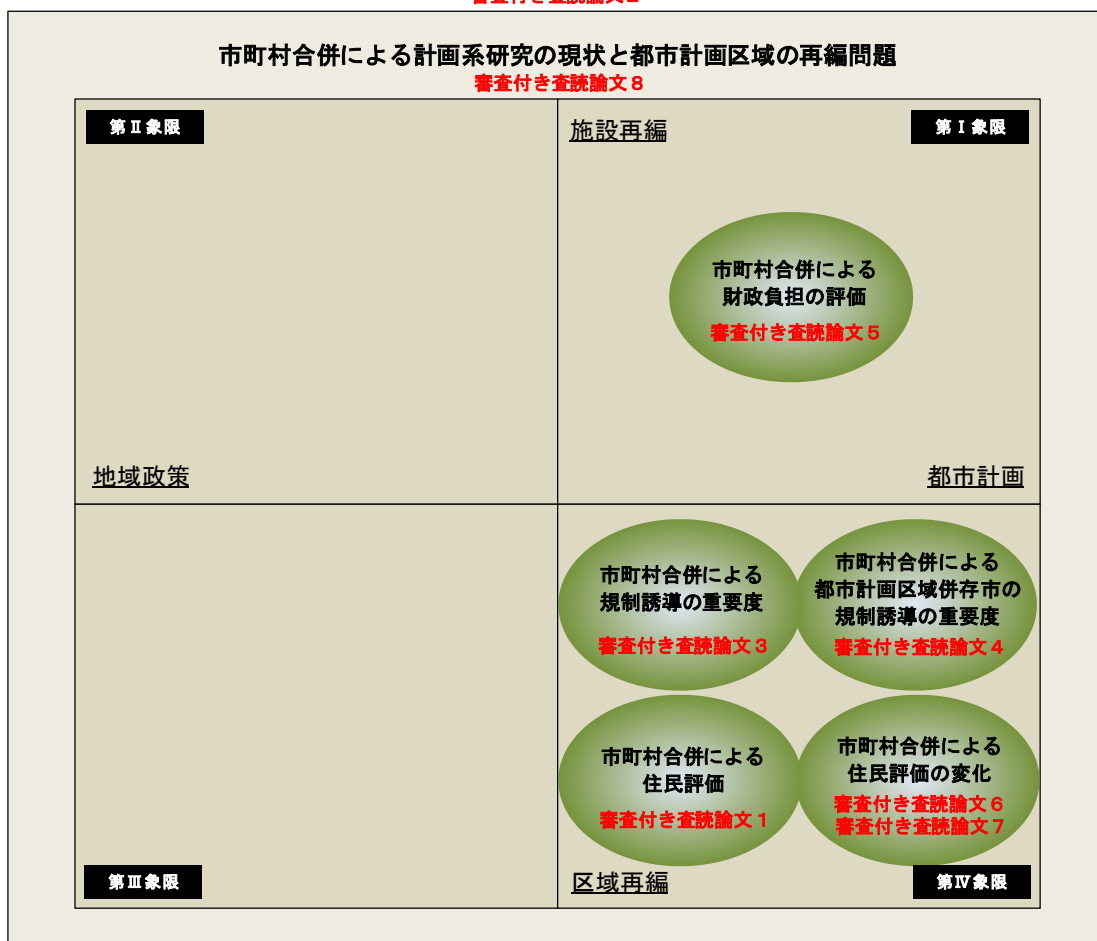 市町村合併による計画系研究の現状と都市計画区域の再編問題
審査付き査読論文８
第Ⅱ象限
施設再編
第Ⅰ象限
市町村合併による
財政負担の評価
審査付き査読論文５
地域政策
都市計画
市町村合併による
規制誘導の重要度
審査付き査読論文３
市町村合併による
都市計画区域併存市の
規制誘導の重要度
審査付き査読論文４
市町村合併による
住民評価
審査付き査読論文１
市町村合併による
住民評価の変化
審査付き査読論文６
審査付き査読論文７
第Ⅲ象限
区域再編
第Ⅳ象限